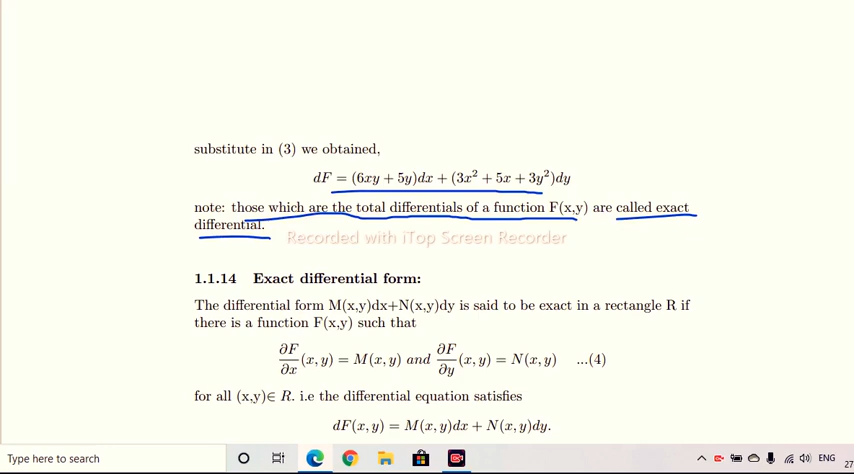 substitute in (3) we obtained,
dF = (6xy + 5y)dx + (3x² + 5x + 3y²)dy
note: those which are the total differentials of a function F(x,y) are called exact
differential.
Recorded with iTop Screen Recorder
1.1.14 Exact differential form:
The differential form M(x,y)dx+N(x,y)dy is said to be exact in a rectangle R if
there is a function F(x,y) such that
∂F/∂x (x, y) = M(x, y) and ∂F/∂y (x, y) = N(x, y) ...(4)
for all (x,y)∈ R. i.e the differential equation satisfies
dF(x, y) = M(x, y)dx + N(x, y)dy.
Type here to search
ENG
27